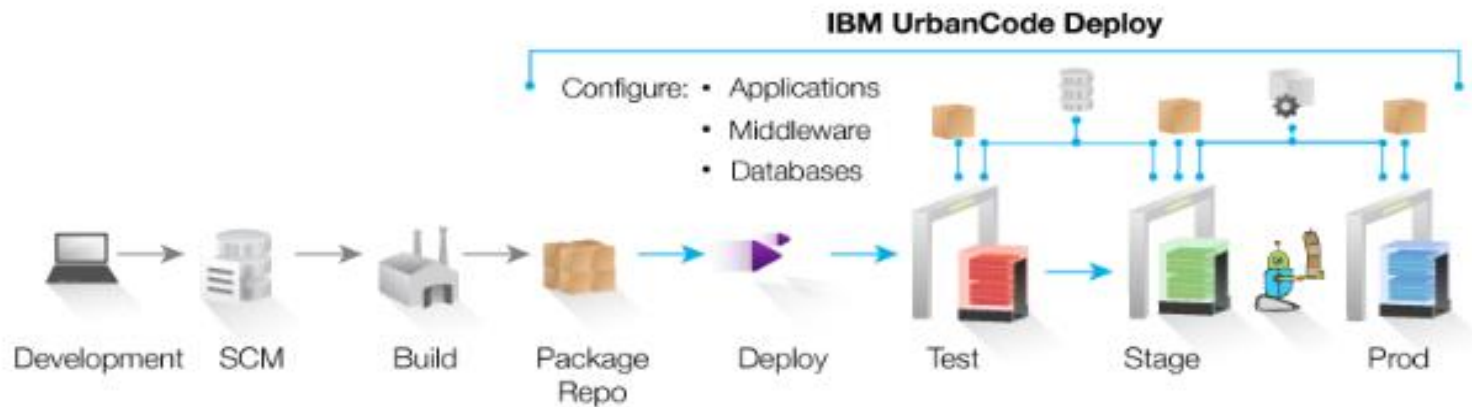 IBM UrbanCode Deploy
Configure: • Applications
• Middleware
• Databases
Development
SCM
Build
Package
Repo
Deploy
Test
Stage
Prod